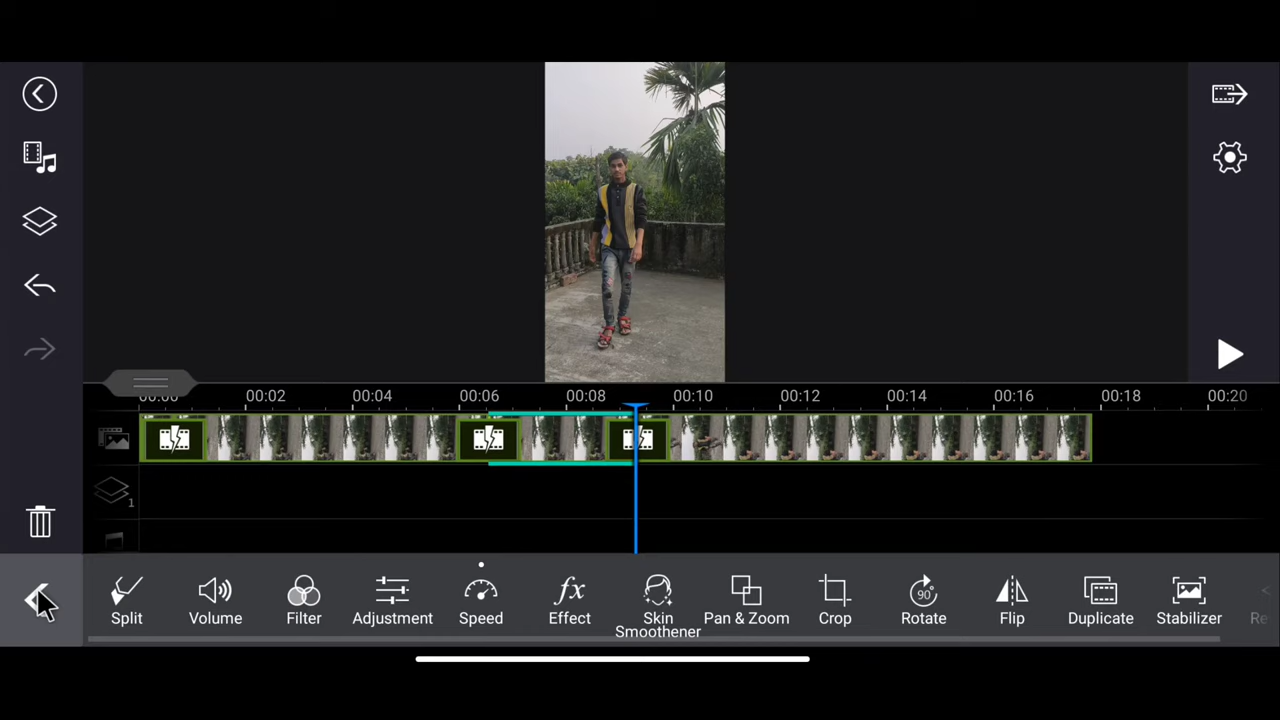 00:00 00:02 00:04 00:06 00:08 00:10 00:12 00:14 00:16 00:18 00:20
1
fx 90°
Split Volume Filter Adjustment Speed Effect Skin Smoothener Pan & Zoom Crop Rotate Flip Duplicate Stabilizer Re